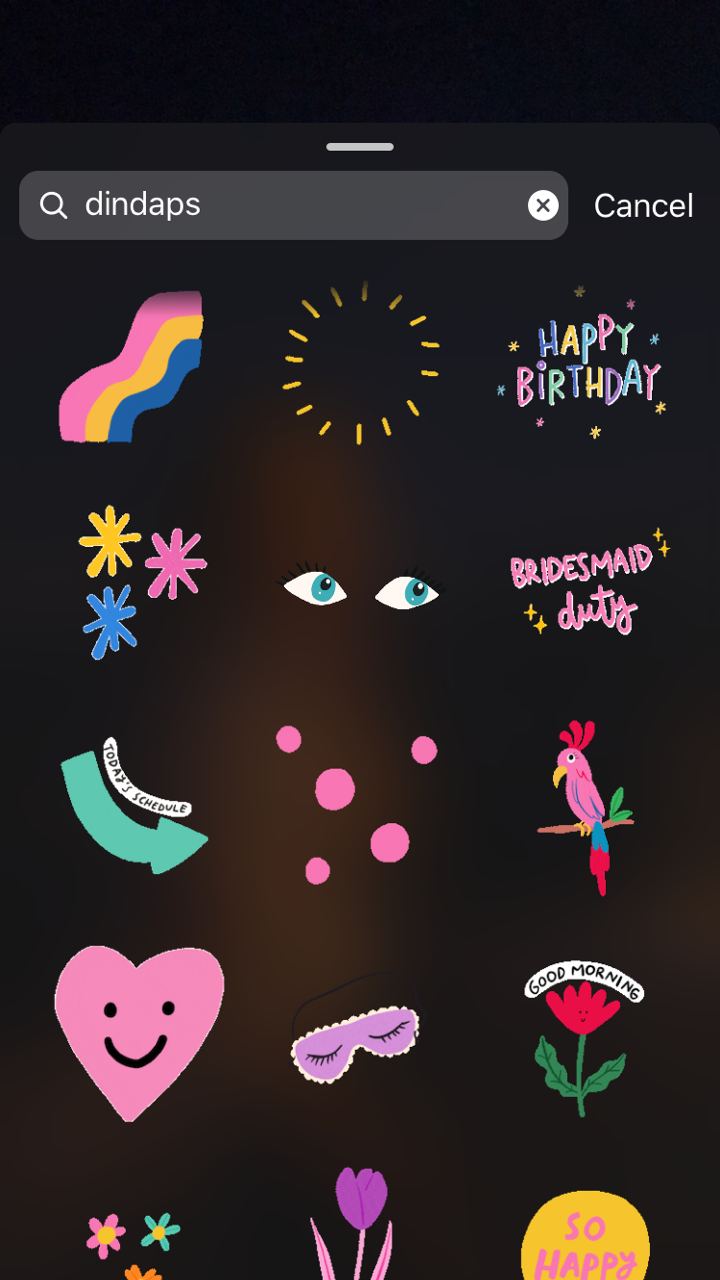 dindaps
Cancel
HAPPY
BiRTHDAY
BRIDESMAID
duty
TODAY'S SCHEDULE
GOOD MORNING
SO
HAPPY